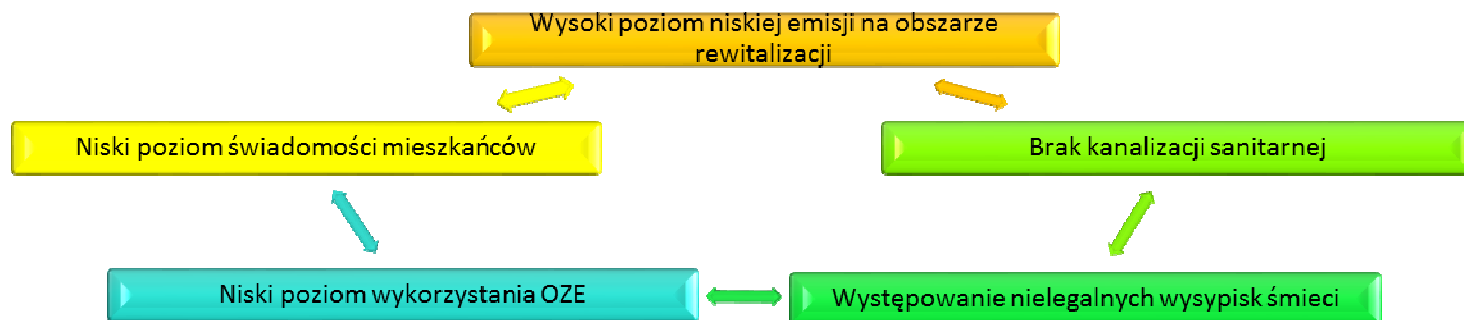 Wysoki poziom niskiej emisji na obszarze
rewitalizacji
Niski poziom świadomości mieszkańców
Brak kanalizacji sanitarnej
Niski poziom wykorzystania OZE
Występowanie nielegalnych wysypisk śmieci